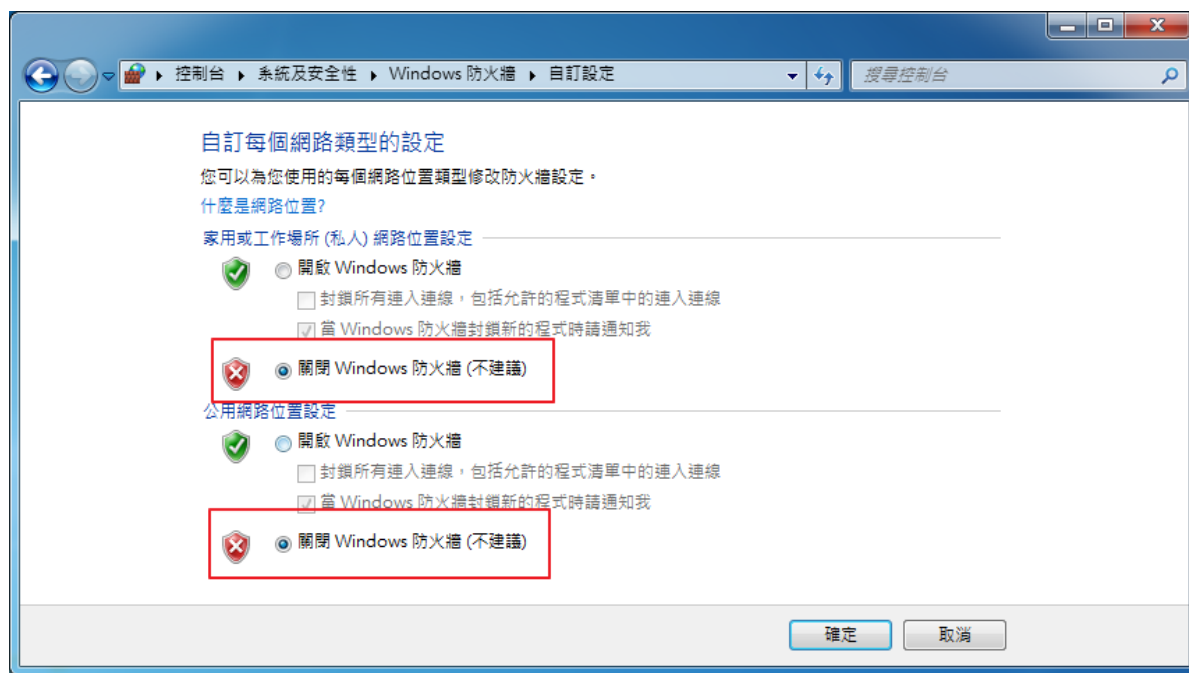 控制台 ▸ 系統及安全性 ▸ Windows 防火牆 ▸ 自訂設定
搜尋控制台
自訂每個網路類型的設定
您可以為您使用的每個網路位置類型修改防火牆設定。
什麼是網路位置?
家用或工作場所 (私人) 網路位置設定
開啟 Windows 防火牆
封鎖所有連入連線，包括允許的程式清單中的連入連線
當 Windows 防火牆封鎖新的程式時請通知我
關閉 Windows 防火牆 (不建議)
公用網路位置設定
開啟 Windows 防火牆
封鎖所有連入連線，包括允許的程式清單中的連入連線
當 Windows 防火牆封鎖新的程式時請通知我
關閉 Windows 防火牆 (不建議)
確定
取消